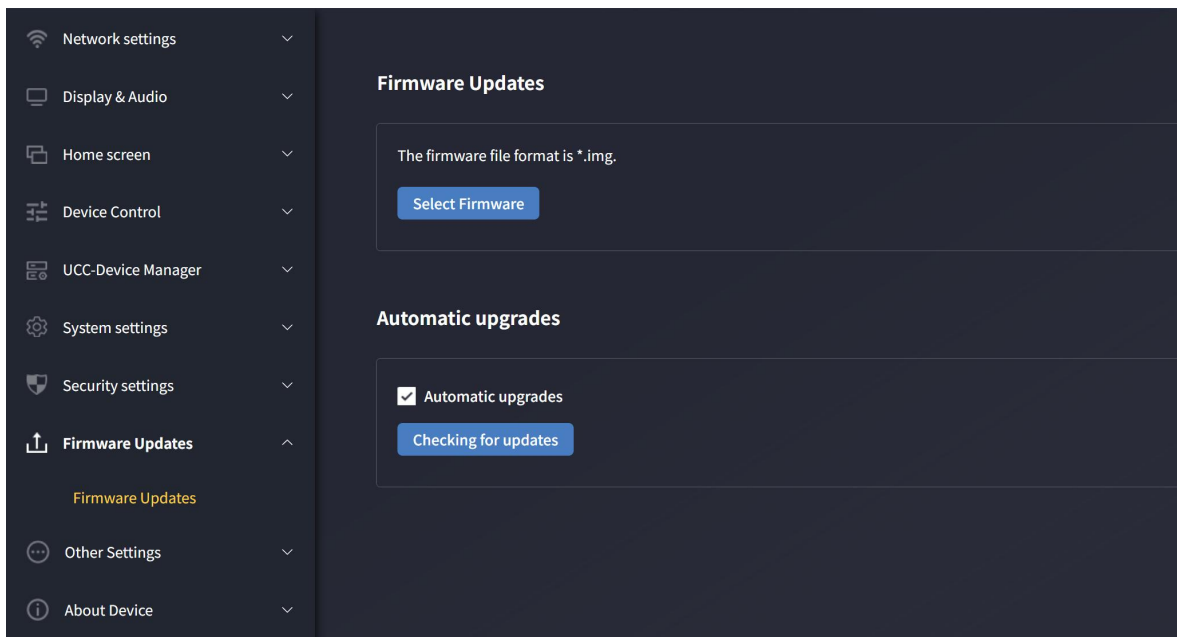 Network settings
Display & Audio
Home screen
Device Control
UCC-Device Manager
System settings
Security settings
Firmware Updates
Firmware Updates
Other Settings
About Device
Firmware Updates
The firmware file format is *.img.
Select Firmware
Automatic upgrades
Automatic upgrades
Checking for updates